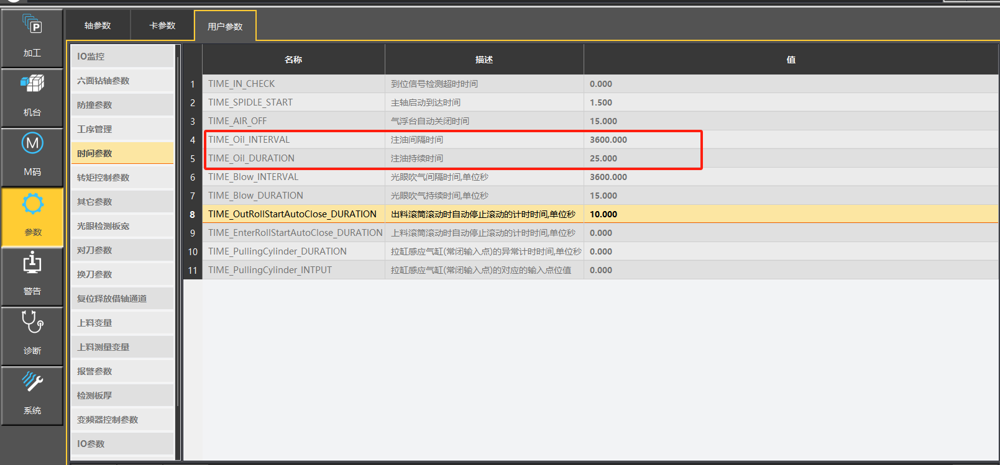 轴参数 卡参数 用户参数
加工
机台
M码
参数
警告
诊断
系统
IO监控
六面钻轴参数
防撞参数
工序管理
时间参数
转矩控制参数
其它参数
光眼检测板宽
对刀参数
换刀参数
复位释放借轴通道
上料变量
上料测量变量
报警参数
检测板厚
变频器控制参数
IO参数
名称 描述 值
1 TIME_IN_CHECK 到位信号检测超时时间 0.000
2 TIME_SPIDLE_START 主轴启动到达时间 1.500
3 TIME_AIR_OFF 气浮台自动关闭时间 15.000
4 TIME_Oil_INTERVAL 注油间隔时间 3600.000
5 TIME_Oil_DURATION 注油持续时间 25.000
6 TIME_Blow_INTERVAL 光眼吹气间隔时间,单位秒 3600.000
7 TIME_Blow_DURATION 光眼吹气持续时间,单位秒 15.000
8 TIME_OutRollStartAutoClose_DURATION 出料滚筒滚动时自动停止滚动的计时时间,单位秒 10.000
9 TIME_EnterRollStartAutoClose_DURATION 上料滚筒滚动时自动停止滚动的计时时间,单位秒 0.000
10 TIME_PullingCylinder_DURATION 拉缸感应气缸(常闭输入点)的异常计时时间,单位秒 0.000
11 TIME_PullingCylinder_INTPUT 拉缸感应气缸(常闭输入点)的对应的输入点位值 0.000